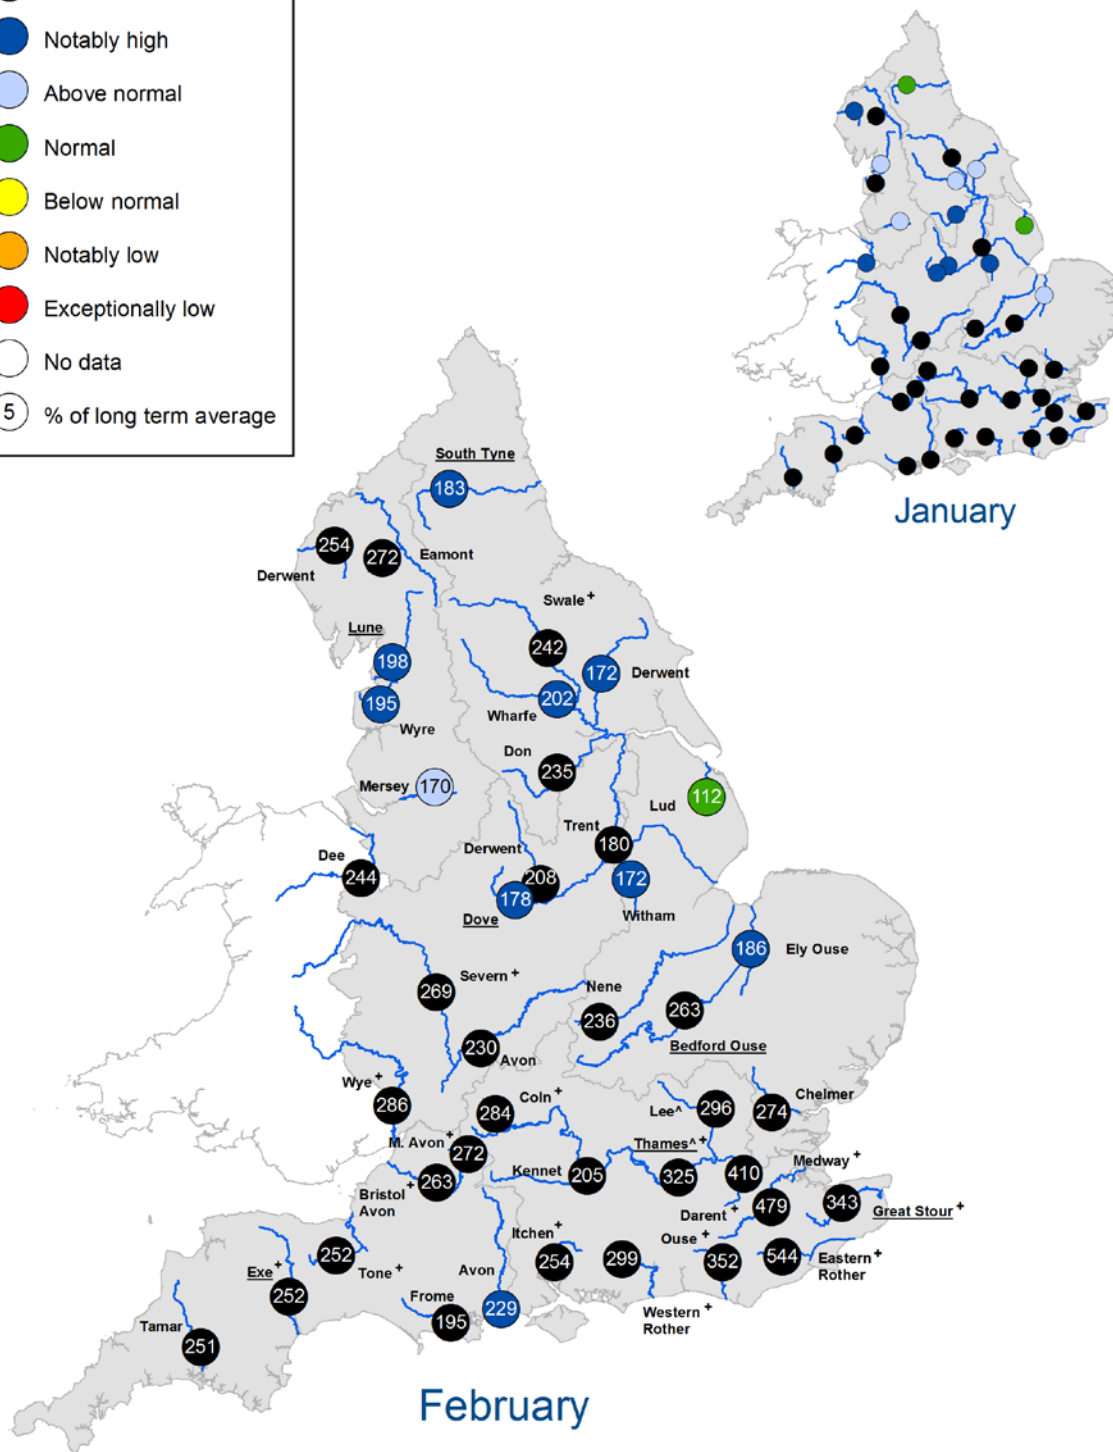 Notably high
Above normal
Normal
Below normal
Notably low
Exceptionally low
No data
5 % of long term average
January
South Tyne
183
254
272
Eamont
Derwent
Swale +
Lune
242
198
172
Derwent
195
202
Wharfe
Wyre
Don
235
Mersey
170
112
Lud
Trent
180
Derwent
Dee
244
208
172
178
Dove
Witham
186
Ely Ouse
Severn +
269
Nene
236
263
230
Avon
Bedford Ouse
Wye +
286
Coln +
284
Lee^
296
274
Chelmer
M. Avon +
272
Thames^ +
Kennet
205
325
410
Medway +
263
Bristol +
Avon
Darent +
479
343
Great Stour +
Itchen +
Ouse +
252
Tone +
254
299
352
544
Eastern +
Rother
Exe +
252
Avon
Frome
229
195
Western +
Rother
Tamar
251
February